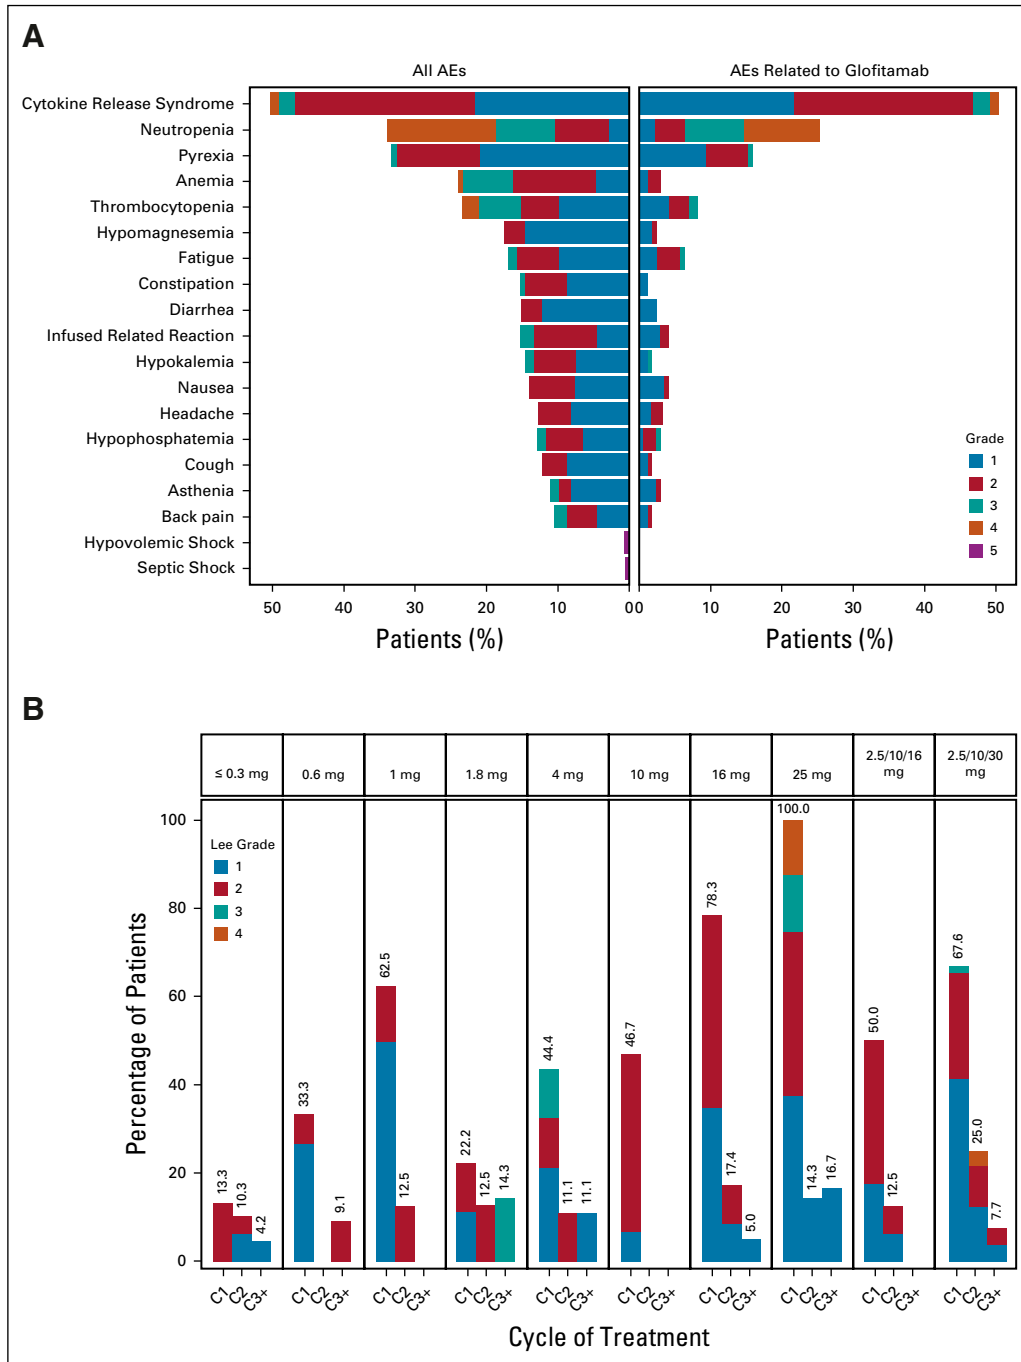 A
All AEs
AEs Related to Glofitamab
Cytokine Release Syndrome
Neutropenia
Pyrexia
Anemia
Thrombocytopenia
Hypomagnesemia
Fatigue
Constipation
Diarrhea
Infused Related Reaction
Hypokalemia
Nausea
Headache
Hypophosphatemia
Cough
Asthenia
Back pain
Hypovolemic Shock
Septic Shock
Grade
1
2
3
4
5
50 40 30 20 10 0 0 10 20 30 40 50
Patients (%) Patients (%)
B
≤ 0.3 mg 0.6 mg 1 mg 1.8 mg 4 mg 10 mg 16 mg 25 mg 2.5/10/16 mg 2.5/10/30 mg
Percentage of Patients
100
80
60
40
20
0
Lee Grade
1
2
3
4
13.3 10.3 4.2
33.3 9.1
62.5 12.5
22.2 12.5 14.3
44.4 11.1 11.1
46.7
78.3 17.4 5.0
100.0 14.3 16.7
50.0 12.5
67.6 25.0 7.7
C1 C2 C3+ C1 C2 C3+ C1 C2 C3+ C1 C2 C3+ C1 C2 C3+ C1 C2 C3+ C1 C2 C3+ C1 C2 C3+ C1 C2 C3+ C1 C2 C3+
Cycle of Treatment